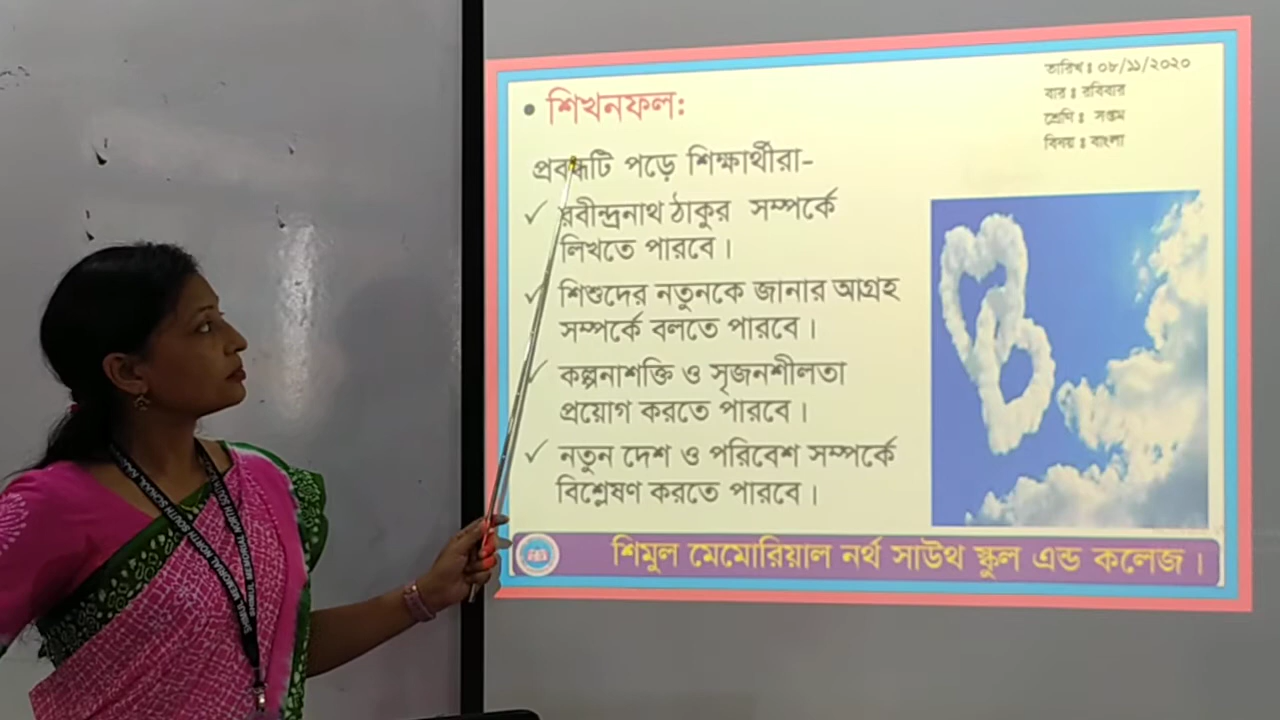 তারিখ ঃ ০৮/১১/২০২০
বার ঃ রবিবার
শ্রেণি ঃ সপ্তম
বিষয় ঃ বাংলা
• শিখনফল:
প্রবন্ধটি পড়ে শিক্ষার্থীরা-
✓ রবীন্দ্রনাথ ঠাকুর সম্পর্কে
লিখতে পারবে।
✓ শিশুদের নতুনকে জানার আগ্রহ
সম্পর্কে বলতে পারবে।
✓ কল্পনাশক্তি ও সৃজনশীলতা
প্রয়োগ করতে পারবে।
✓ নতুন দেশ ও পরিবেশ সম্পর্কে
বিশ্লেষণ করতে পারবে।
শিমুল মেমোরিয়াল নর্থ সাউথ স্কুল এন্ড কলেজ।